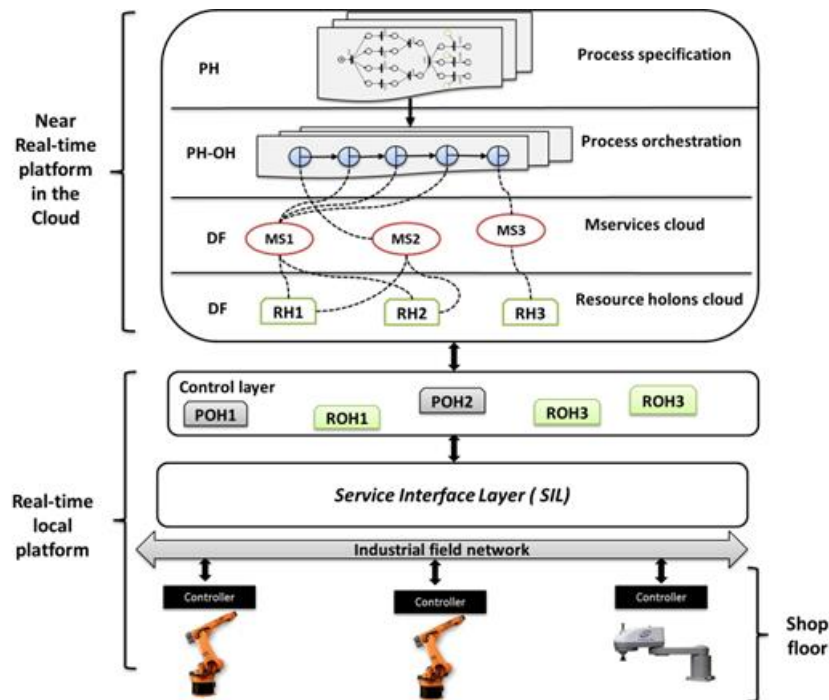 PH
Process specification
Near
Real-time
platform
in the
Cloud
PH-OH
Process orchestration
DF
MS1
MS2
MS3
Mservices cloud
DF
RH1
RH2
RH3
Resource holons cloud
Control layer
POH1
ROH1
POH2
ROH3
ROH3
Real-time
local
platform
Service Interface Layer ( SIL)
Industrial field network
Controller
Controller
Controller
Shop
floor